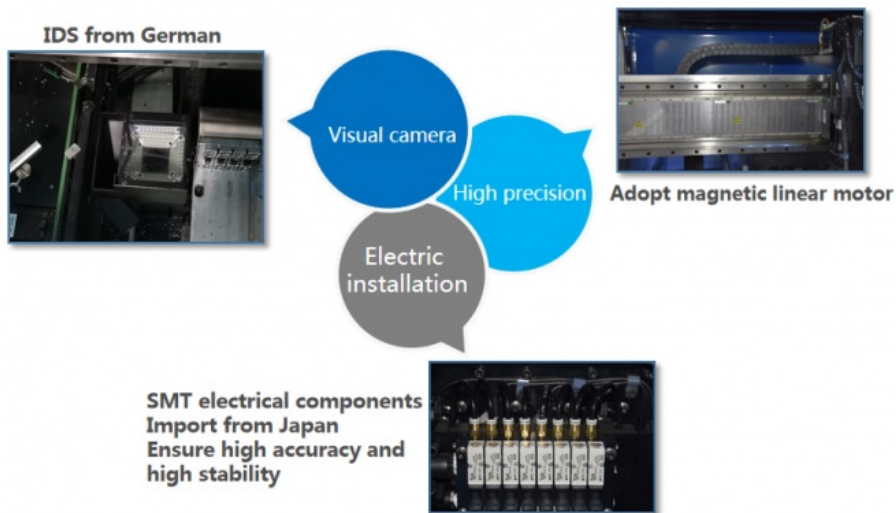 IDS from German
Visual camera
High precision
Adopt magnetic linear motor
Electric
installation
SMT electrical components
Import from Japan
Ensure high accuracy and
high stability